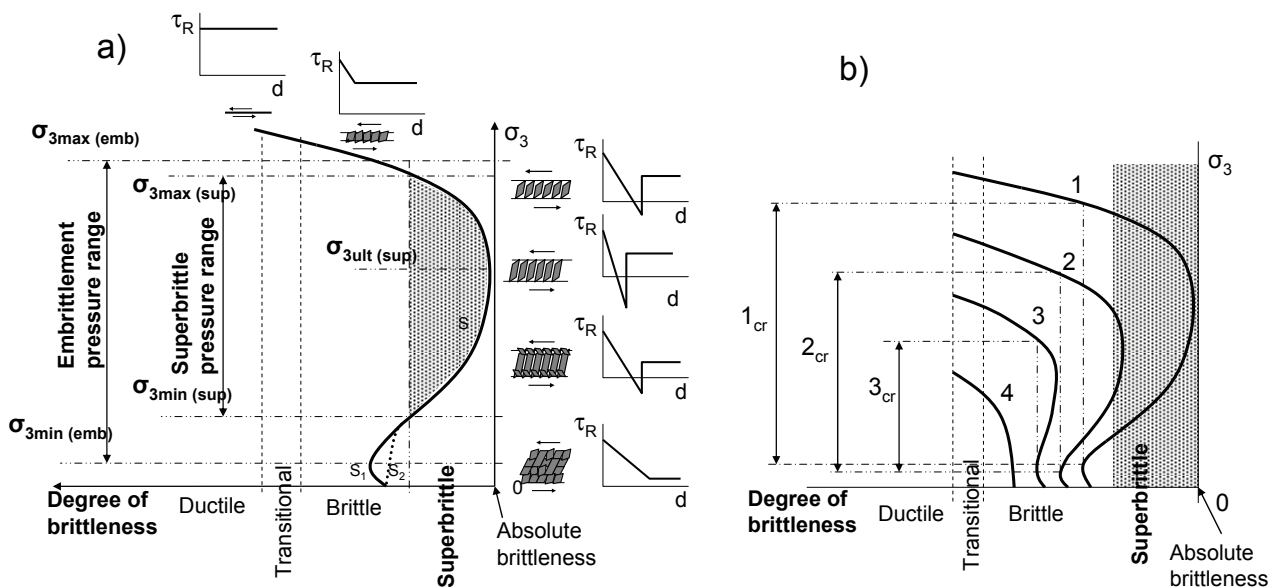 a)
τR
d
τR
d
σ3max (emb)
σ3
σ3max (sup)
Embrittlement
pressure range
Superbrittle
pressure range
σ3ult (sup)
S
σ3min (sup)
σ3min (emb)
S1
S2
0
Degree of
brittleness
Ductile
Transitional
Brittle
Superbrittle
Absolute
brittleness
τR
d
τR
d
τR
d
τR
d
b)
σ3
1
2
3
4
1cr
2cr
3cr
Degree of
brittleness
Ductile
Transitional
Brittle
Superbrittle
0
Absolute
brittleness